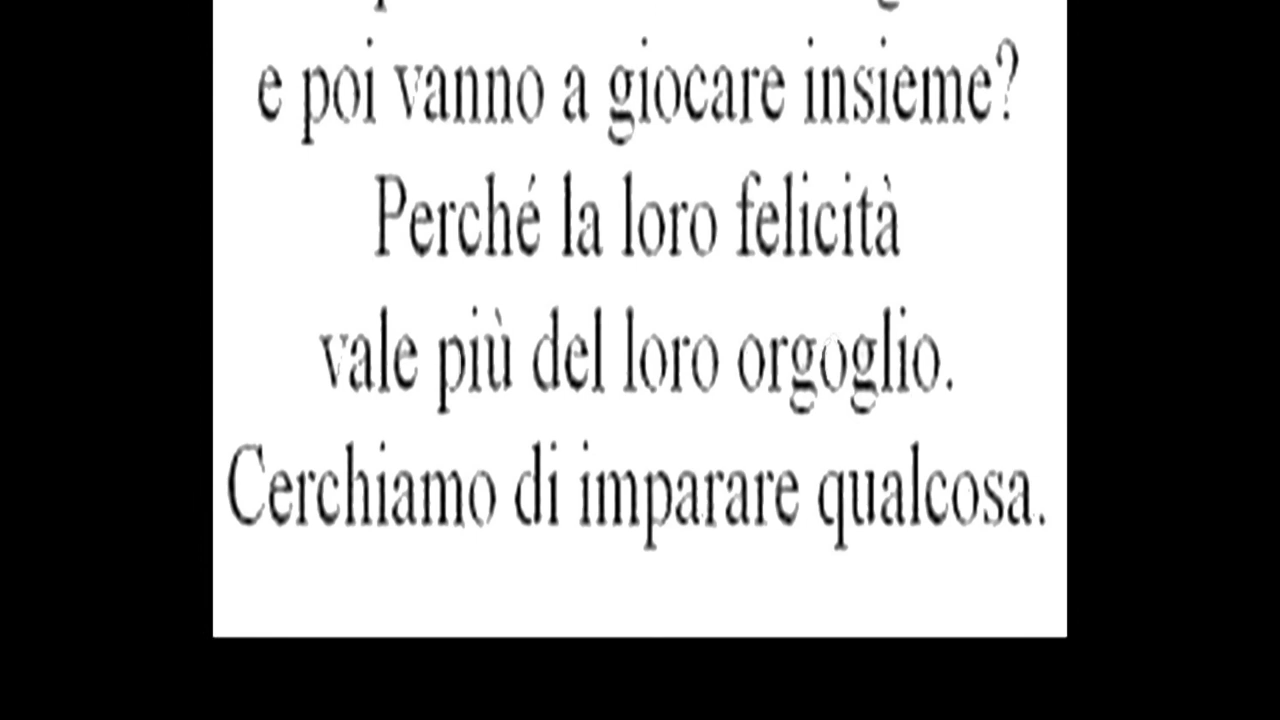 e poi vanno a giocare insieme?
Perché la loro felicità
vale più del loro orgoglio.
Cerchiamo di imparare qualcosa.